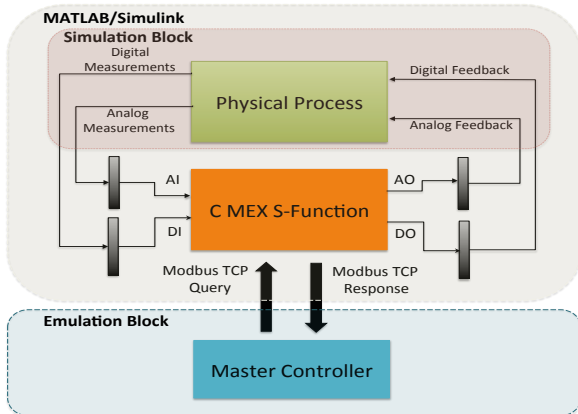 MATLAB/Simulink
Simulation Block
Digital
Measurements
Digital Feedback
Physical Process
Analog
Measurements
Analog Feedback
AI
AO
C MEX S-Function
DI
DO
Modbus TCP
Query
Modbus TCP
Response
Emulation Block
Master Controller